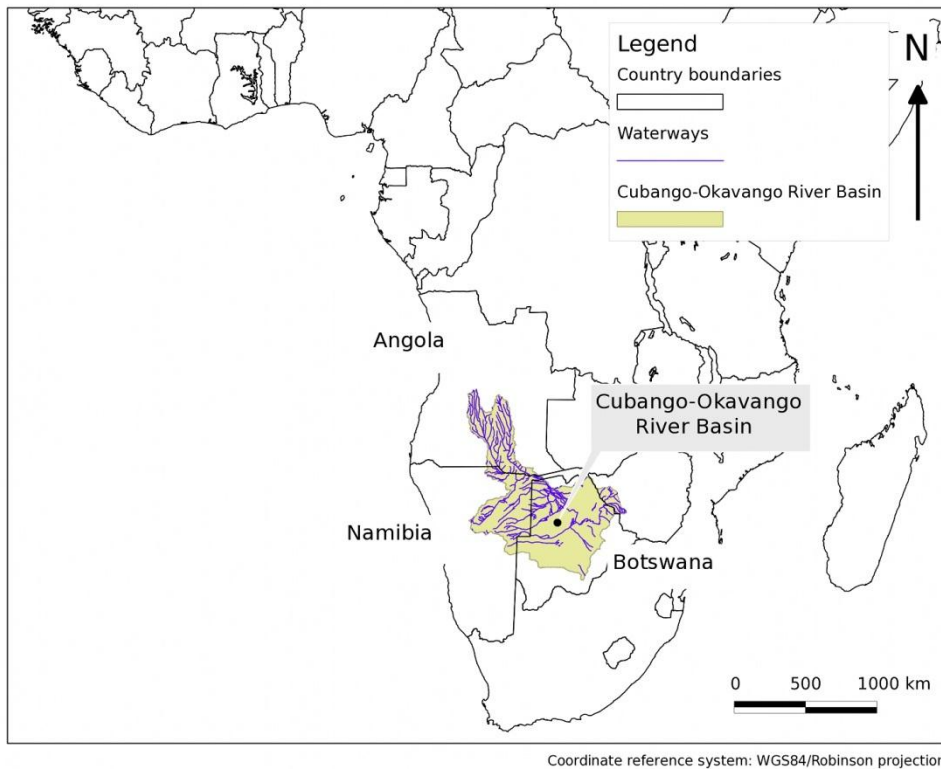 Legend
N
Country boundaries
Waterways
Cubango-Okavango River Basin
Angola
Cubango-Okavango
River Basin
Namibia
Botswana
0 500 1000 km
Coordinate reference system: WGS84/Robinson projection